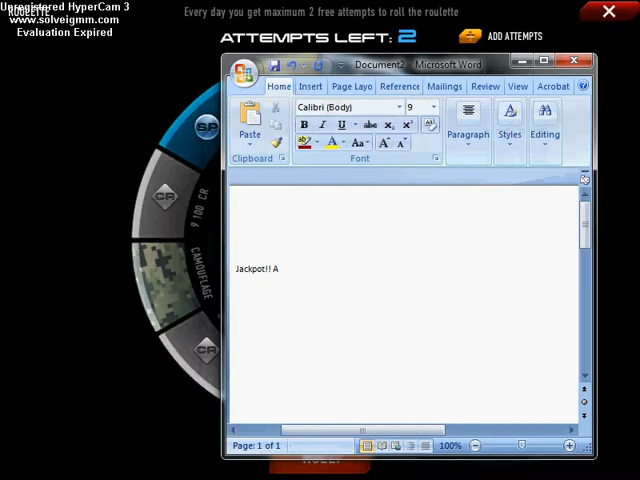 Unregistered HyperCam 3
www.solveigmm.com
Evaluation Expired
Every day you get maximum 2 free attempts to roll the roulette
ATTEMPTS LEFT: 2
ADD ATTEMPTS
Document2 - Microsoft Word
Home Insert Page Layo Reference Mailings Review View Acrobat
Calibri (Body) 9
Paste
Paragraph Styles Editing
Clipboard Font
SP
CR
9 100 CR
CAMOUFLAGE
CR
Jackpot!! A
Page: 1 of 1 100%